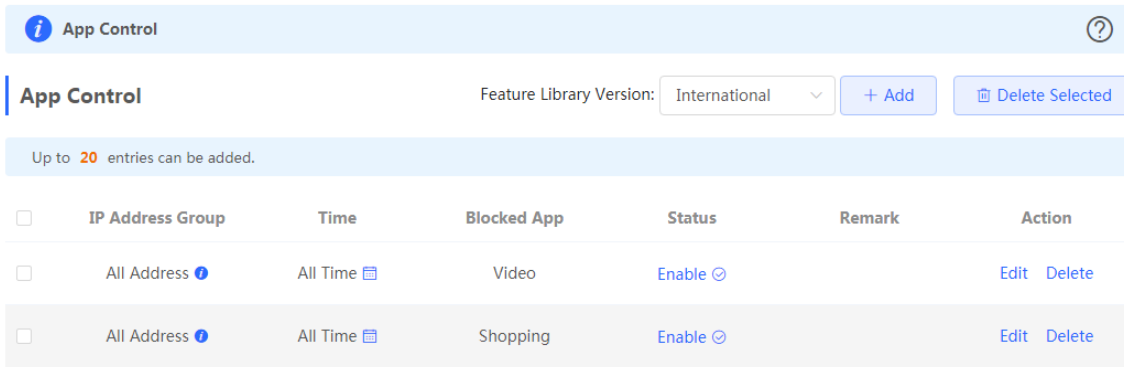 App Control
App Control Feature Library Version: International + Add Delete Selected
Up to 20 entries can be added.
IP Address Group Time Blocked App Status Remark Action
All Address All Time Video Enable Edit Delete
All Address All Time Shopping Enable Edit Delete